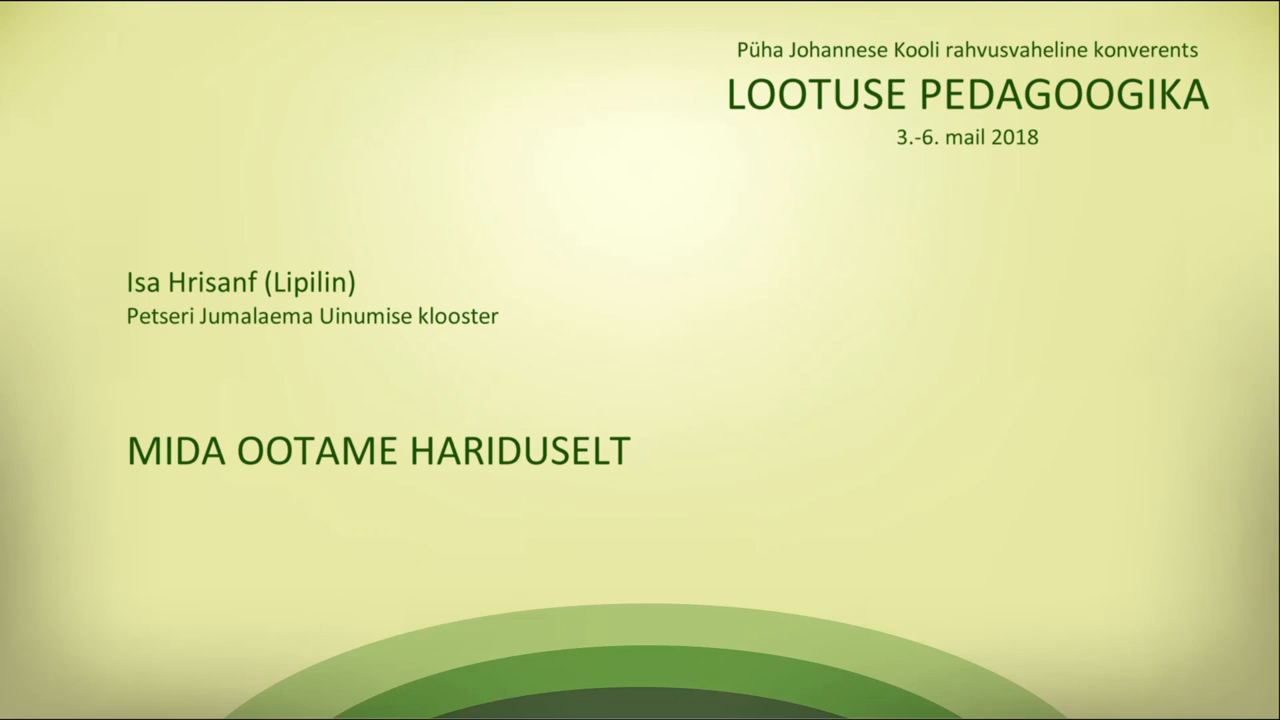 Püha Johannese Kooli rahvusvaheline konverents
LOOTUSE PEDAGOOGIKA
3.-6. mail 2018
Isa Hrisanf (Lipilin)
Petseri Jumalaema Uinumise klooster
MIDA OOTAME HARIDUSELT